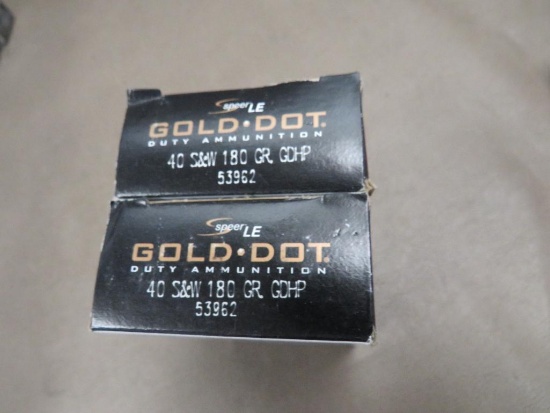 speer LE
GOLD·DOT®
DUTY AMMUNITION
40 S&W 180 GR. GDHP
53962
speer LE
GOLD·DOT®
DUTY AMMUNITION
40 S&W 180 GR. GDHP
53962